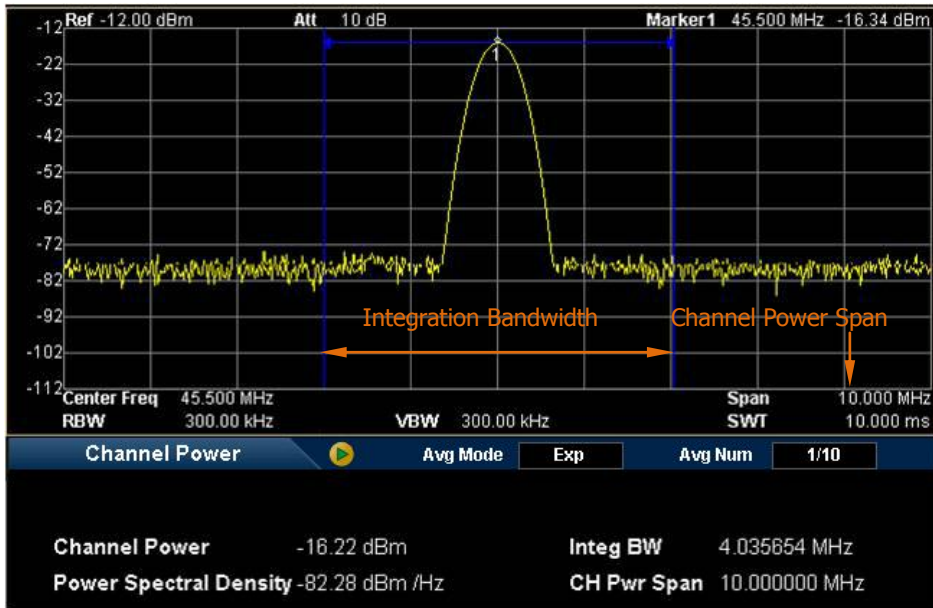 Ref -12.00 dBm Att 10 dB Marker1 45.500 MHz -16.34 dBm
-12
1
-22
-32
-42
-52
-62
-72
-82
-92
Integration Bandwidth Channel Power Span
-102
-112
Center Freq 45.500 MHz Span 10.000 MHz
RBW 300.00 kHz VBW 300.00 kHz SWT 10.000 ms
Channel Power Avg Mode Exp Avg Num 1/10
Channel Power -16.22 dBm Integ BW 4.035654 MHz
Power Spectral Density -82.28 dBm /Hz CH Pwr Span 10.000000 MHz